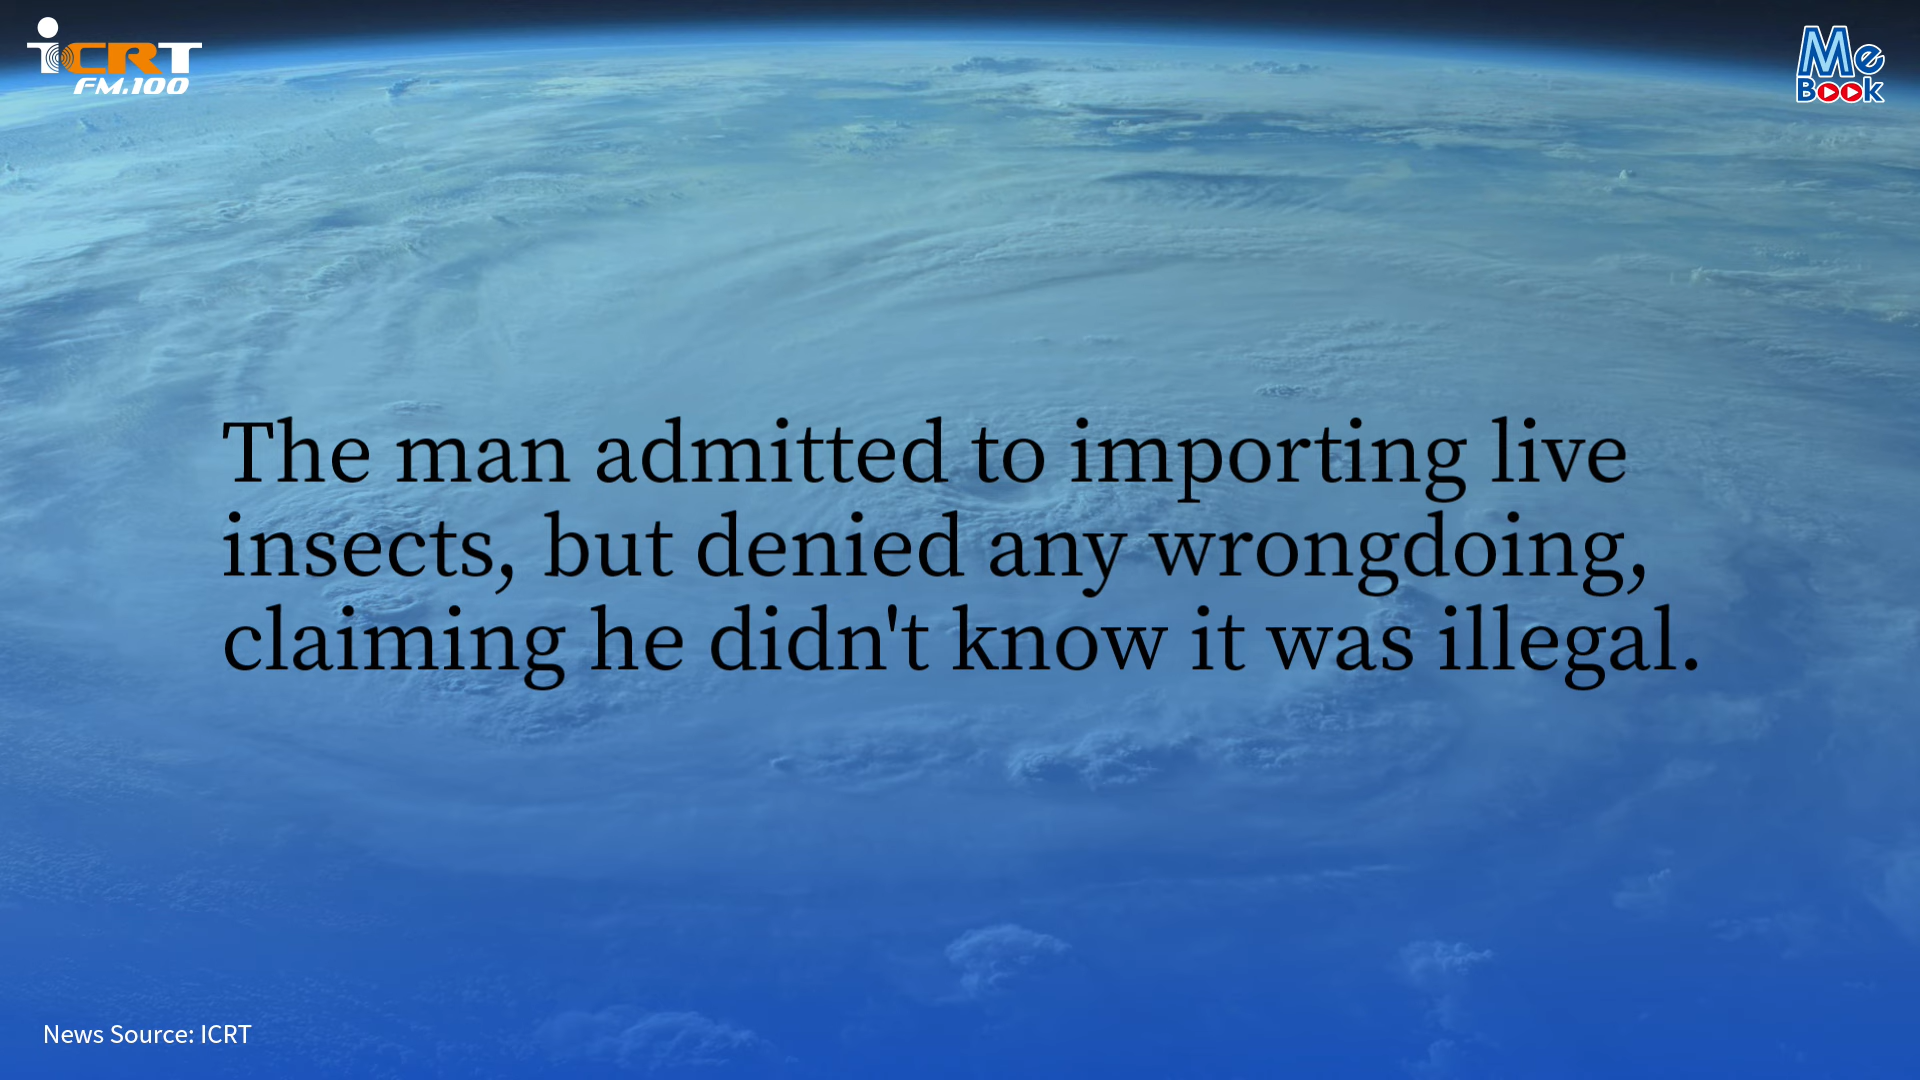 iCRT
FM.100
Me
Book
The man admitted to importing live
insects, but denied any wrongdoing,
claiming he didn't know it was illegal.
News Source: ICRT